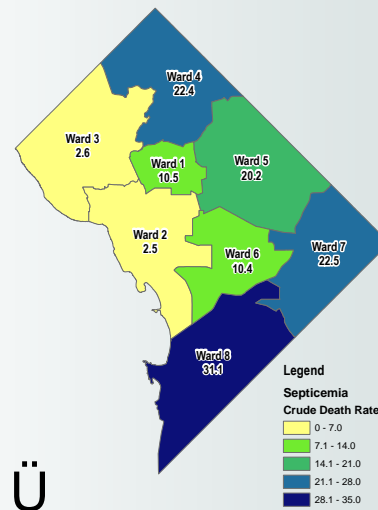 Ward 4
22.4
Ward 3
2.6
Ward 1
10.5
Ward 5
20.2
Ward 2
2.5
Ward 6
10.4
Ward 7
22.5
Ward 8
31.1
Legend
Septicemia
Crude Death Rate
0 - 7.0
7.1 - 14.0
14.1 - 21.0
21.1 - 28.0
28.1 - 35.0
Ü